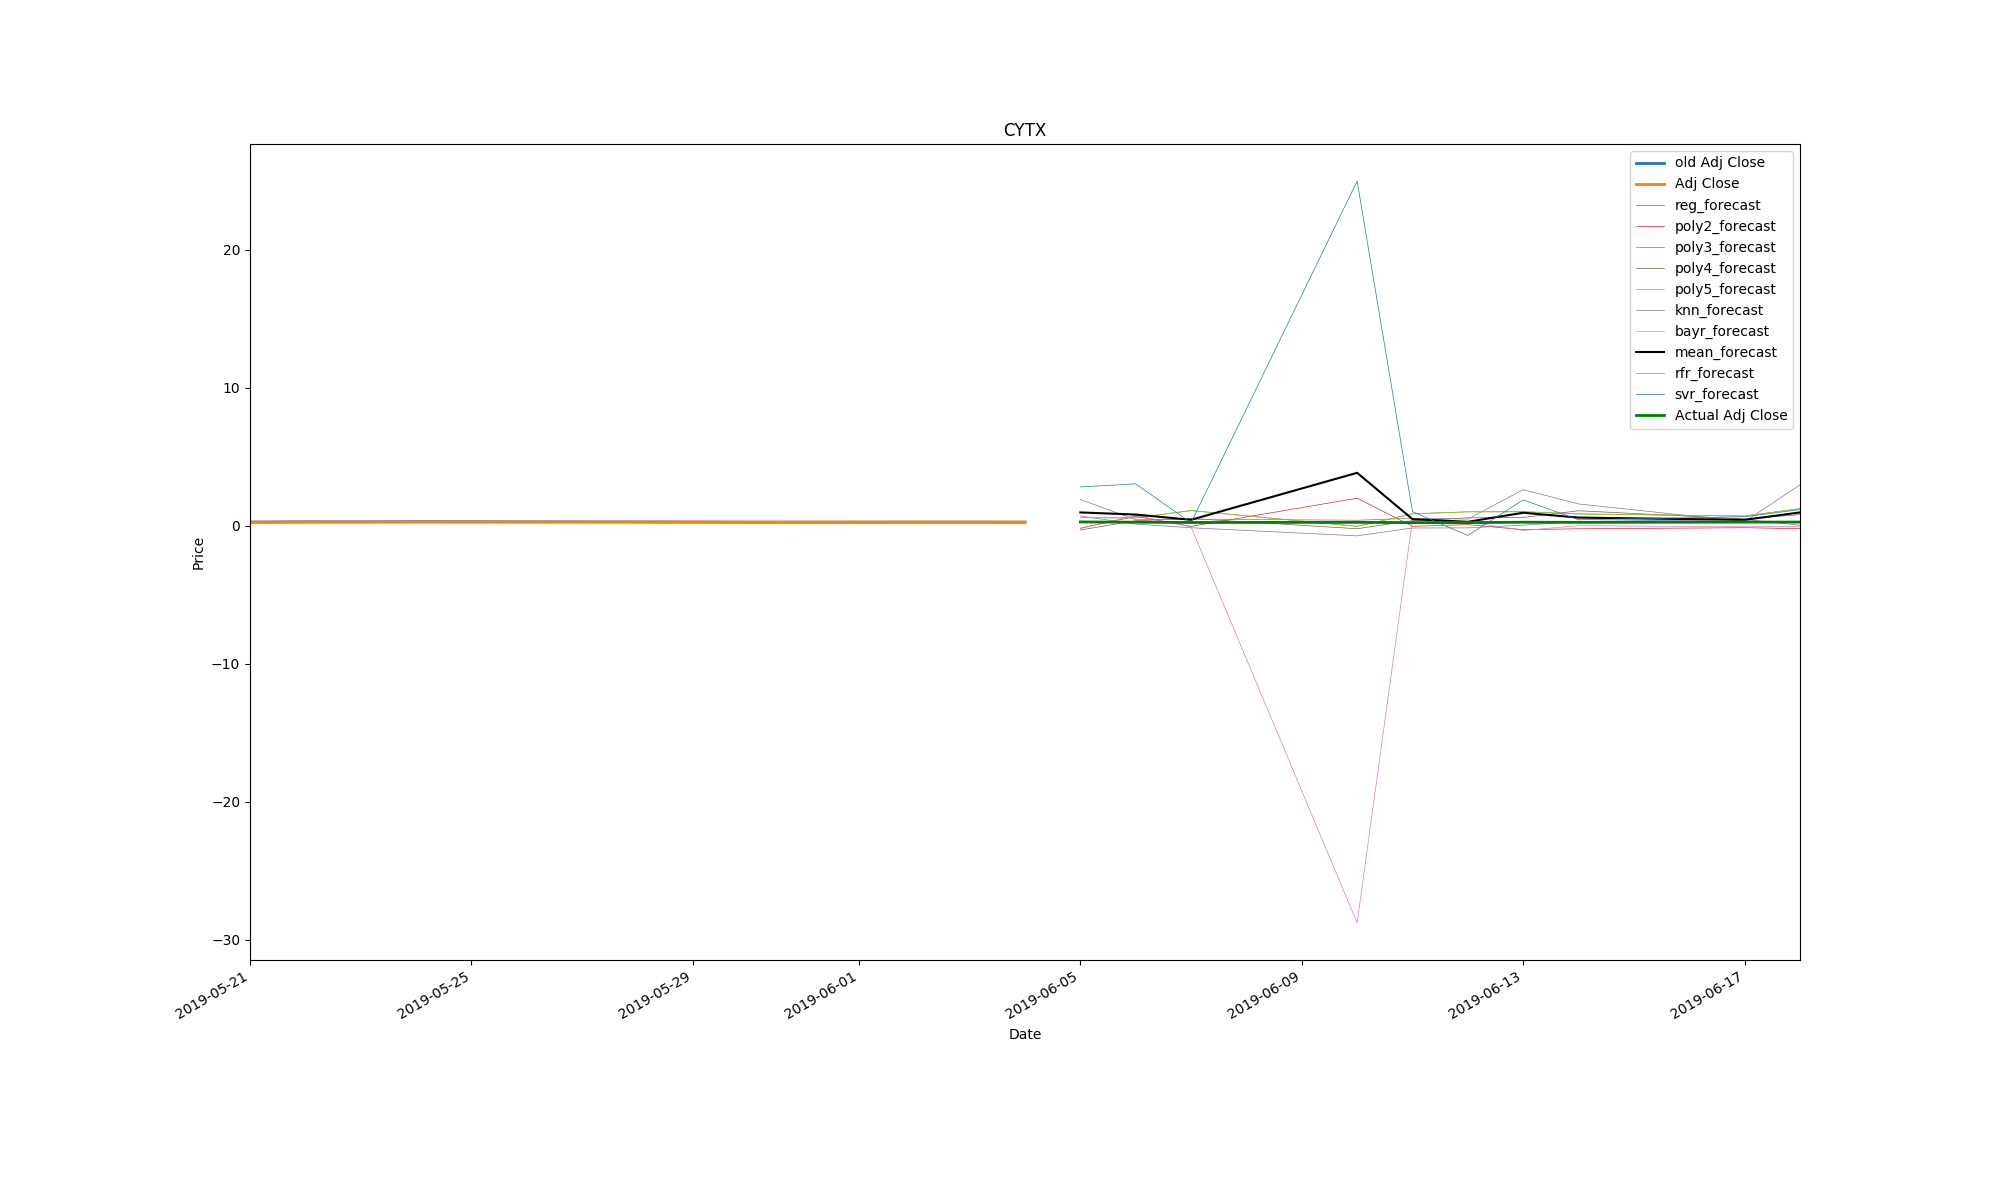 CYTX
old Adj Close
Adj Close
reg_forecast
poly2_forecast
poly3_forecast
poly4_forecast
poly5_forecast
knn_forecast
bayr_forecast
mean_forecast
rfr_forecast
svr_forecast
Actual Adj Close
20
10
0
−10
−20
−30
Price
2019-05-21
2019-05-25
2019-05-29
2019-06-01
2019-06-05
2019-06-09
2019-06-13
2019-06-17
Date